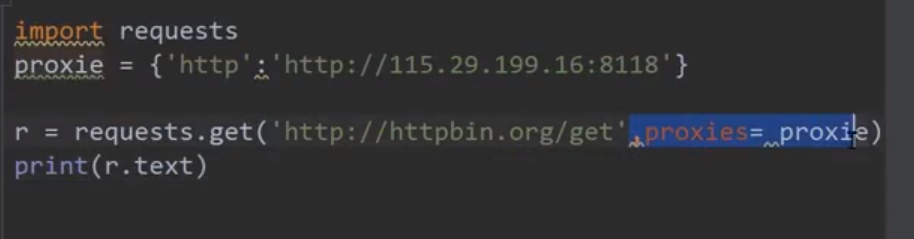 import requests
proxie = {'http':'http://115.29.199.16:8118'}
r = requests.get('http://httpbin.org/get',proxies= proxie)
print(r.text)